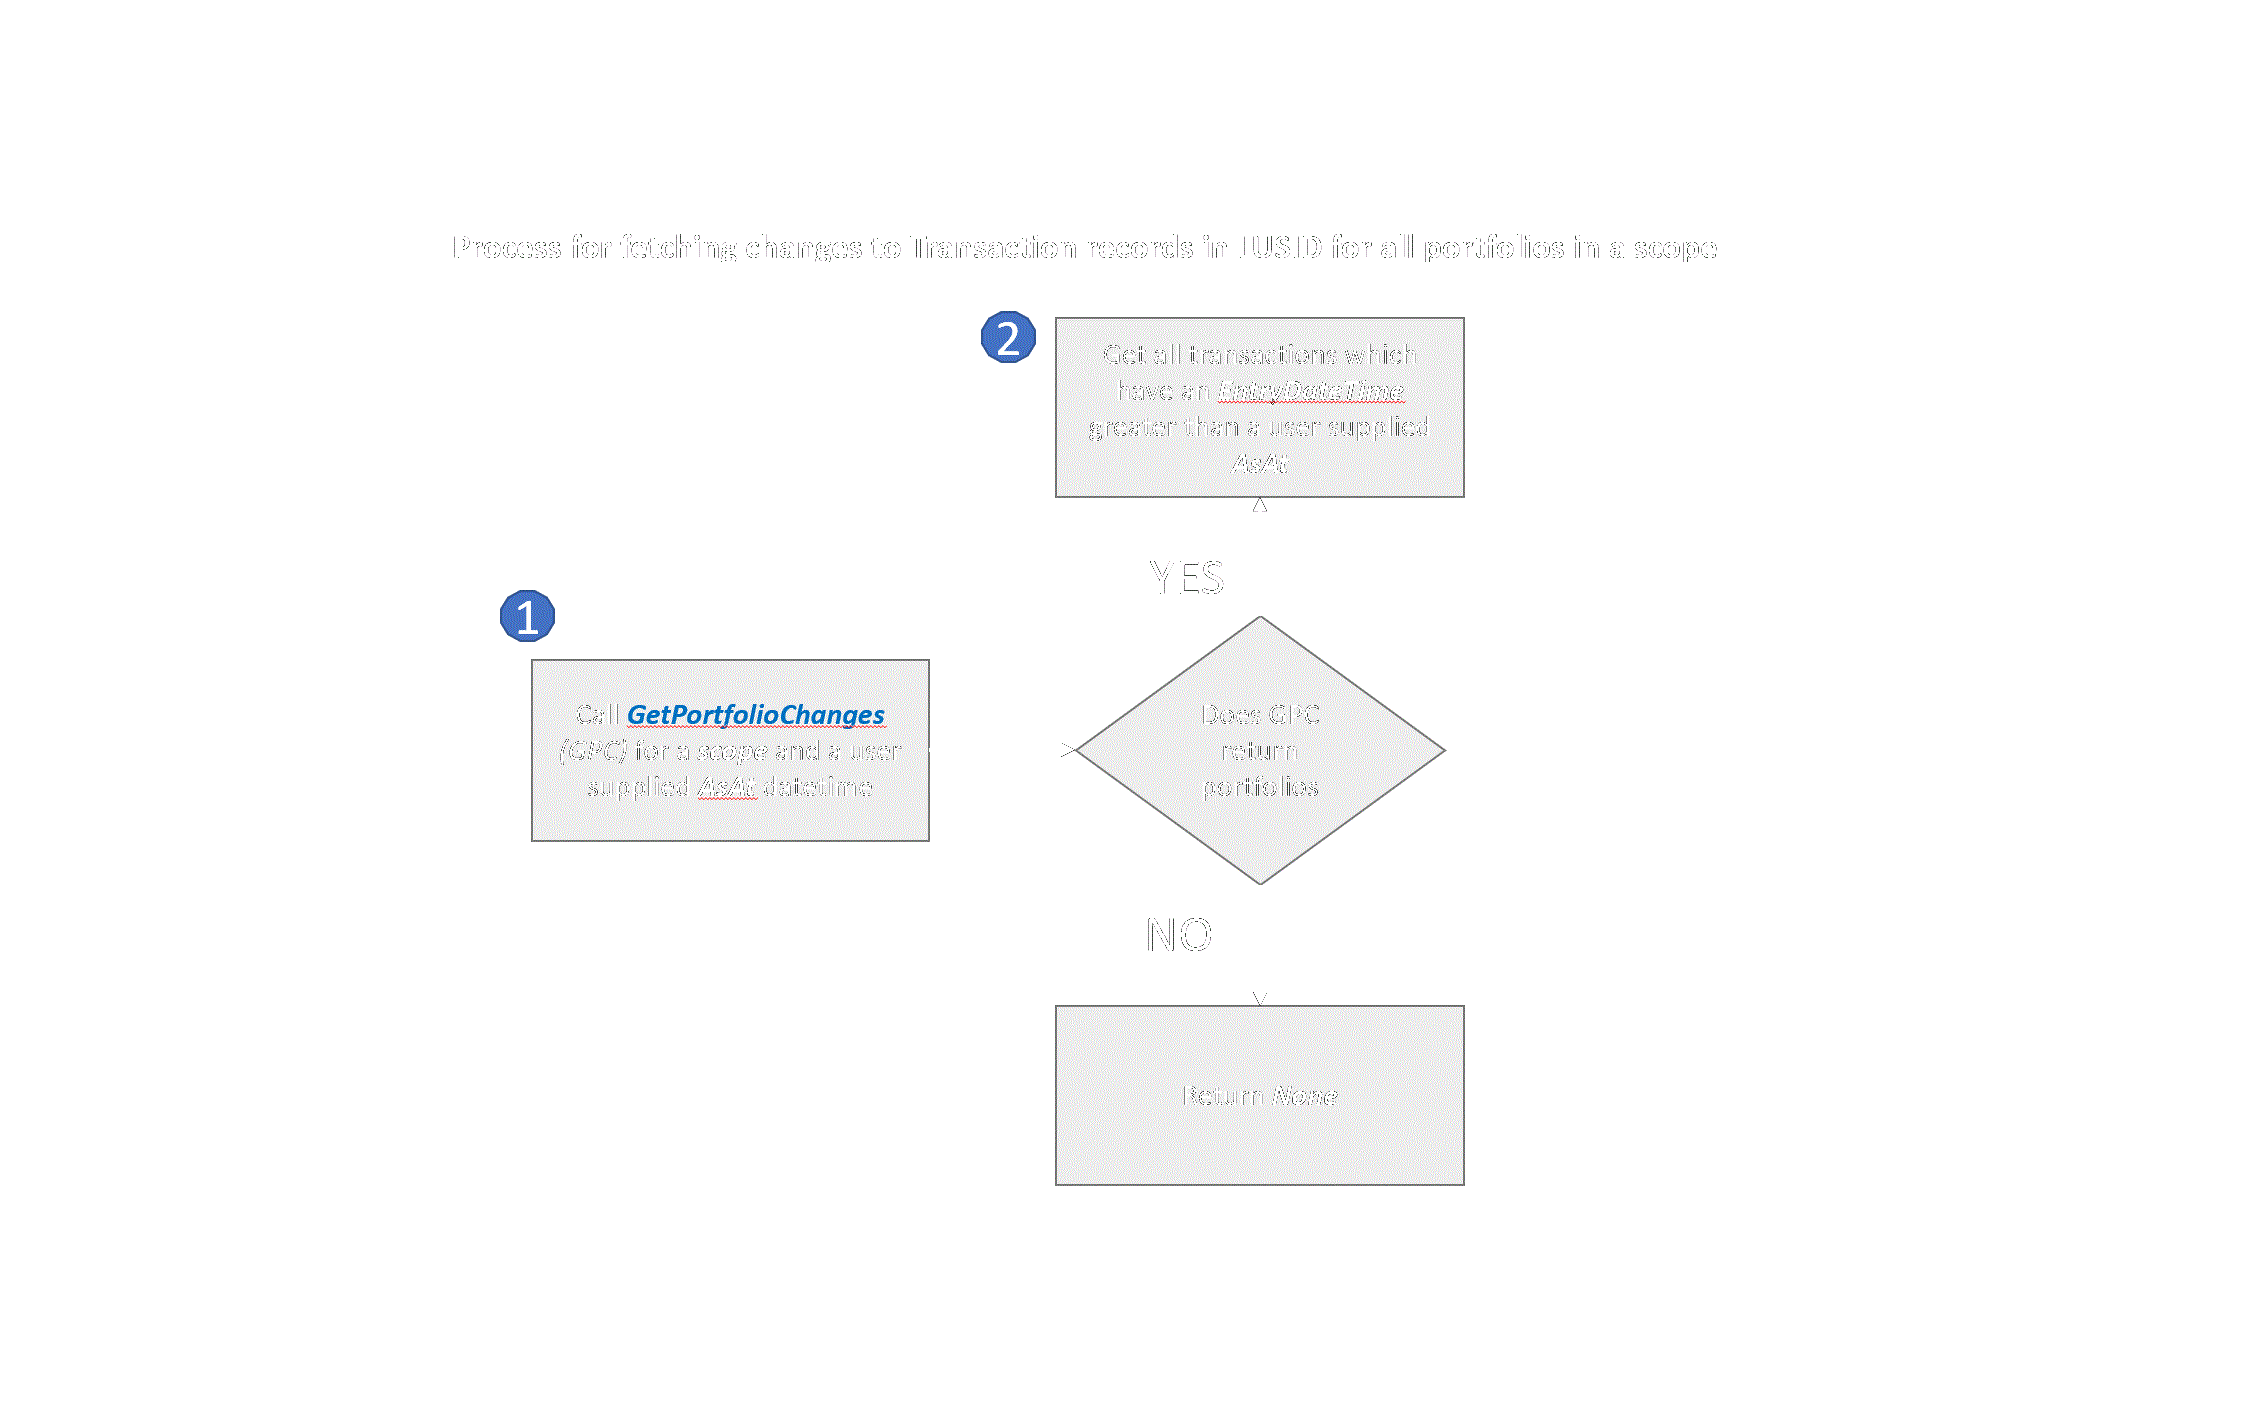 Process for fetching changes to Transaction records in LUSID for all portfolios in a scope
2
Get all transactions which
have an EntryDateTime
greater than a user supplied
AsAt
YES
1
Call GetPortfolioChanges
(GPC) for a scope and a user
supplied AsAt datetime
Does GPC
return
portfolios
NO
Return None